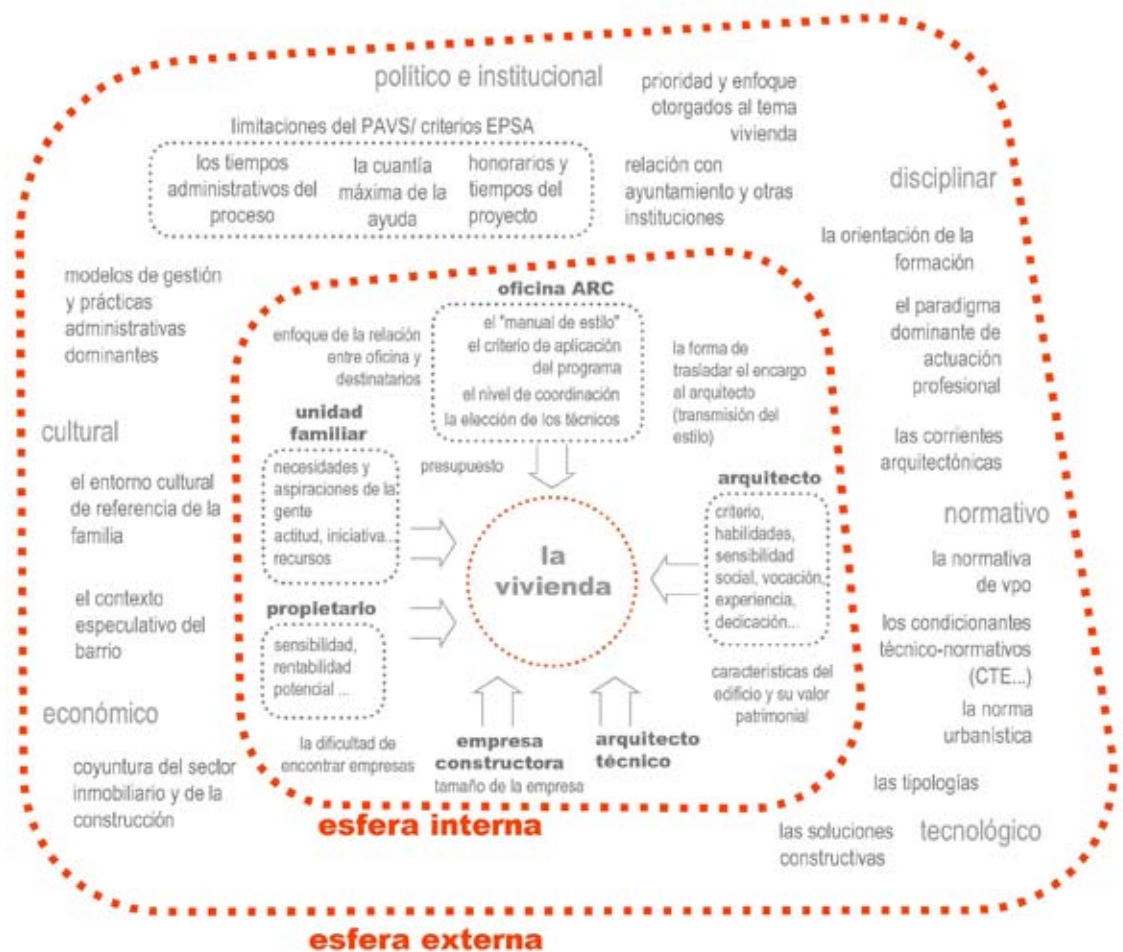 político e institucional
prioridad y enfoque
otorgados al tema
vivienda
limitaciones del PAVS/ criterios EPSA
los tiempos
administrativos del
proceso
la cuantía
máxima de la
ayuda
honorarios y
tiempos del
proyecto
relación con
ayuntamiento y otras
instituciones
disciplinar
la orientación de la
formación
el paradigma
dominante de
actuación
profesional
las corrientes
arquitectónicas
modelos de gestión
y prácticas
administrativas
dominantes
cultural
el entorno cultural
de referencia de la
familia
el contexto
especulativo del
barrio
económico
coyuntura del sector
inmobiliario y de la
construcción
oficina ARC
el "manual de estilo"
el criterio de aplicación
del programa
el nivel de coordinación
la elección de los técnicos
enfoque de la relación
entre oficina y
destinatarios
la forma de
trasladar el encargo
al arquitecto
(transmisión del
estilo)
unidad
familiar
necesidades y
aspiraciones de la
gente
actitud, iniciativa...
recursos
presupuesto
la
vivienda
arquitecto
criterio,
habilidades,
sensibilidad
social, vocación,
experiencia,
dedicación...
propietario
sensibilidad,
rentabilidad
potencial ...
características del
edificio y su valor
patrimonial
la dificultad de
encontrar empresas
empresa
constructora
tamaño de la empresa
arquitecto
técnico
normativo
la normativa
de vpo
los condicionantes
técnico-normativos
(CTE...)
la norma
urbanística
las tipologías
las soluciones
constructivas
tecnológico
esfera interna
esfera externa